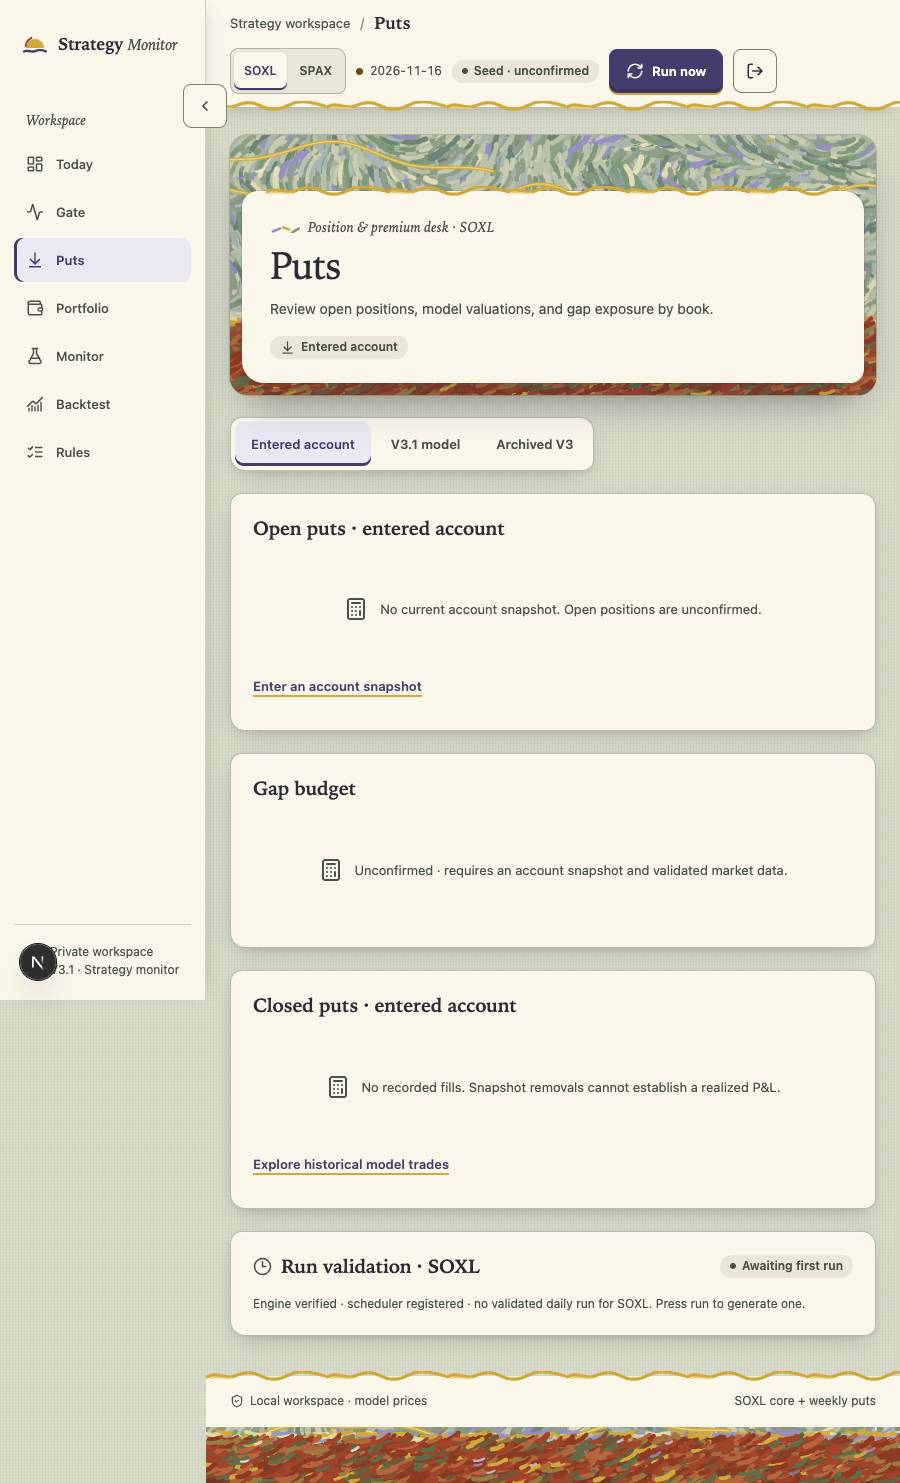 Strategy Monitor
Workspace
Today
Gate
Puts
Portfolio
Monitor
Backtest
Rules
Private workspace
V3.1 · Strategy monitor
N
Strategy workspace / Puts
SOXL SPAX 2026-11-16 Seed · unconfirmed Run now
Position & premium desk · SOXL
Puts
Review open positions, model valuations, and gap exposure by book.
Entered account
Entered account V3.1 model Archived V3
Open puts · entered account
No current account snapshot. Open positions are unconfirmed.
Enter an account snapshot
Gap budget
Unconfirmed · requires an account snapshot and validated market data.
Closed puts · entered account
No recorded fills. Snapshot removals cannot establish a realized P&L.
Explore historical model trades
Run validation · SOXL Awaiting first run
Engine verified · scheduler registered · no validated daily run for SOXL. Press run to generate one.
Local workspace · model prices SOXL core + weekly puts